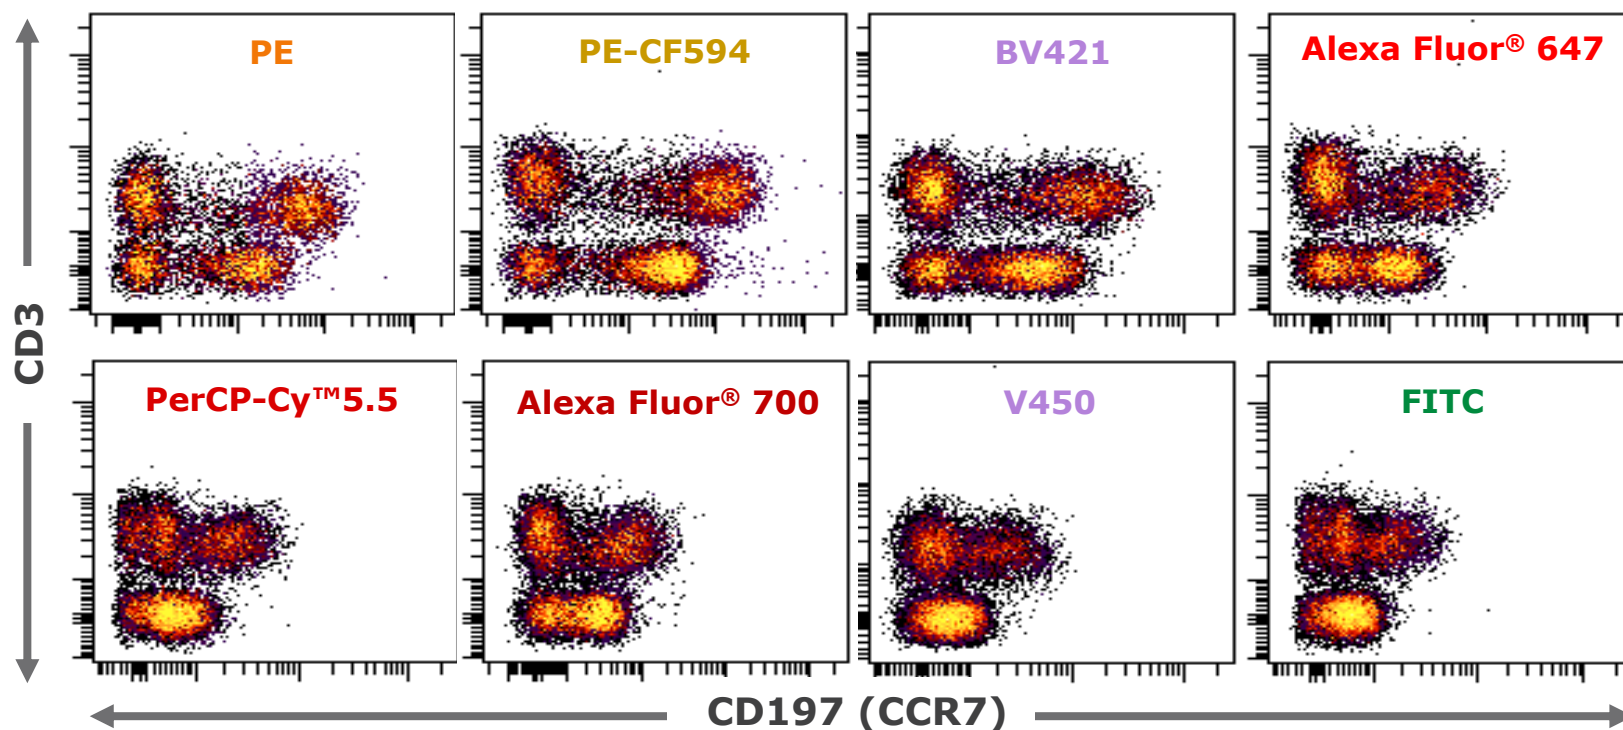 PE
PE-CF594
BV421
Alexa Fluor® 647
CD3
PerCP-Cy™5.5
Alexa Fluor® 700
V450
FITC
CD197 (CCR7)